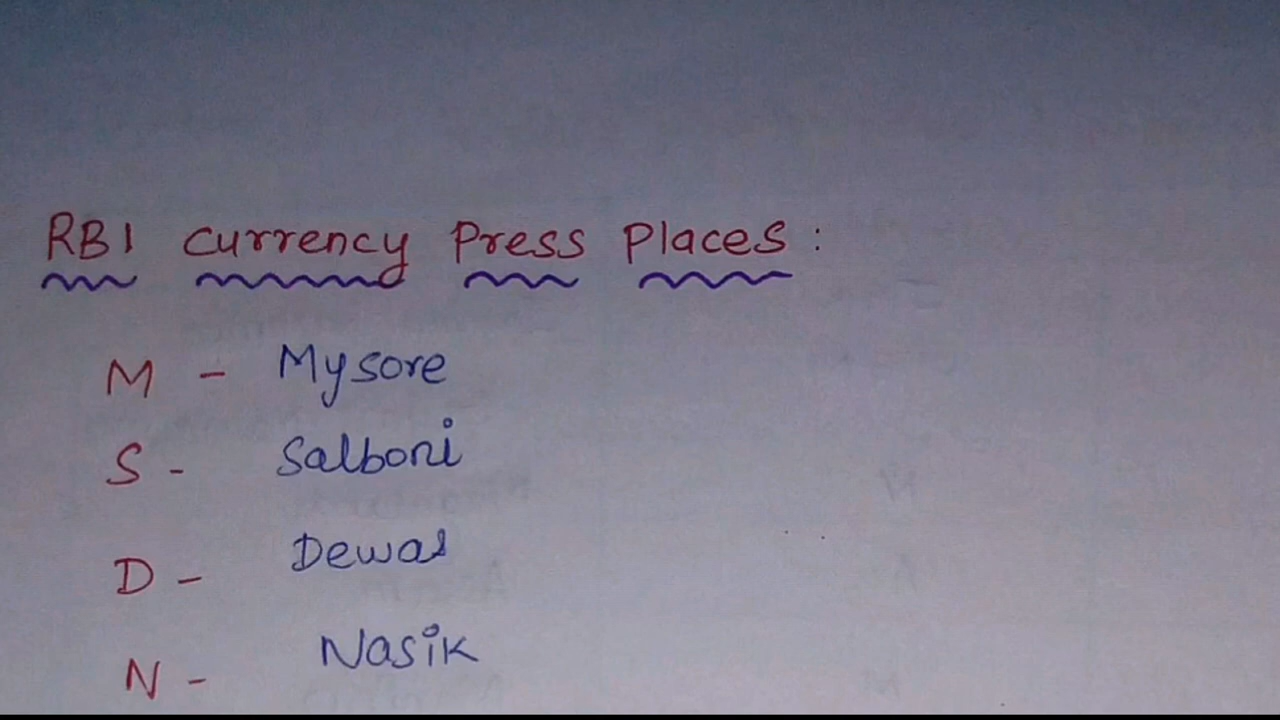 RBI currency Press Places :
M - Mysore
S - Salboni
D - Dewas
N - Nasik